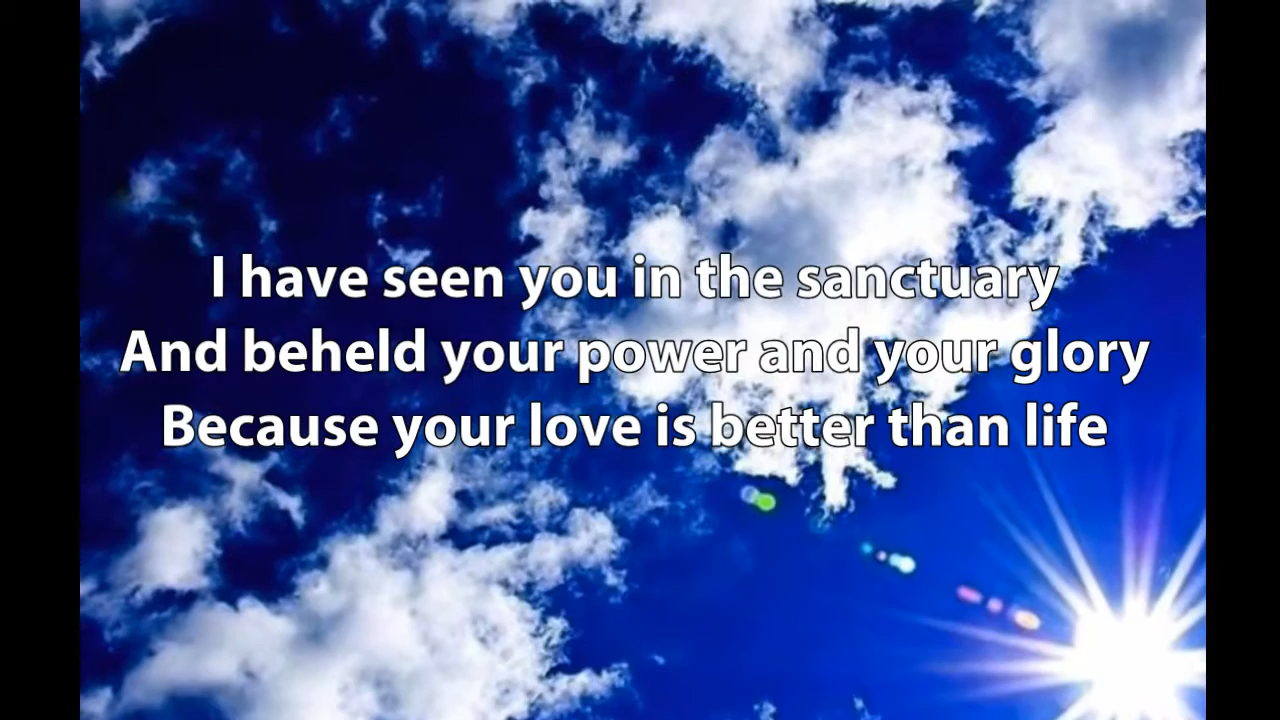 I have seen you in the sanctuary
And beheld your power and your glory
Because your love is better than life